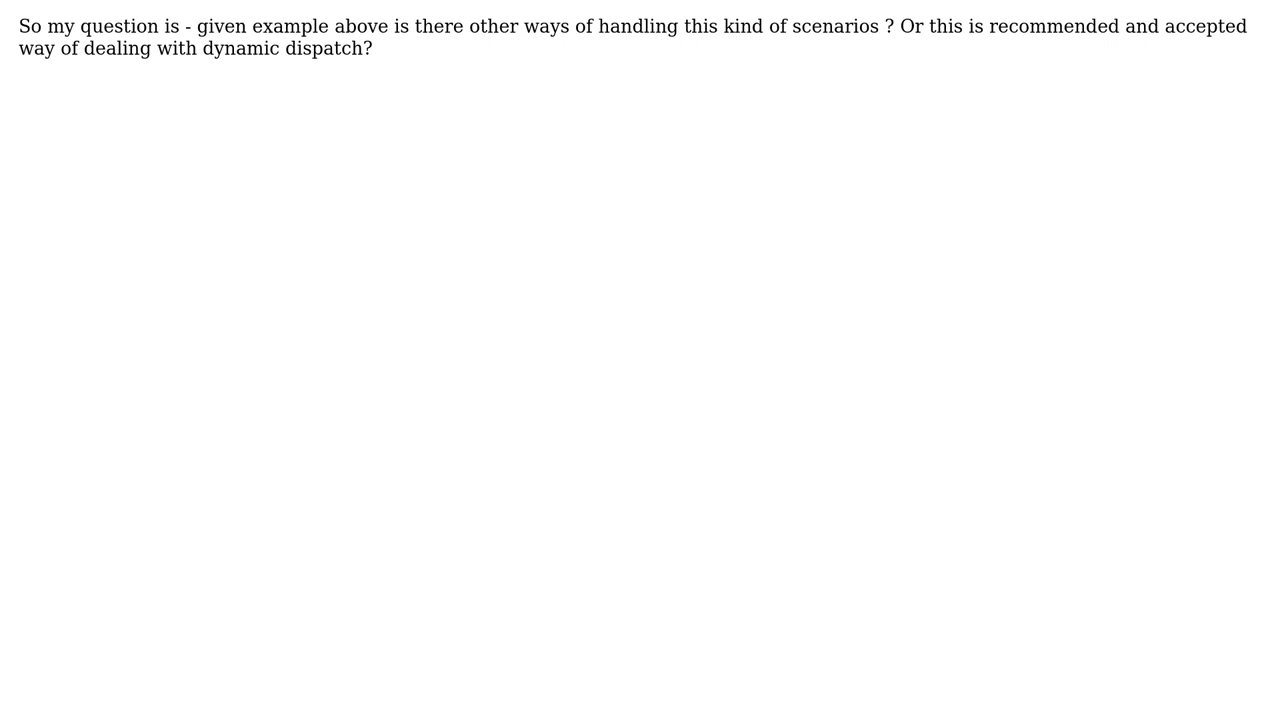 So my question is - given example above is there other ways of handling this kind of scenarios ? Or this is recommended and accepted
way of dealing with dynamic dispatch?